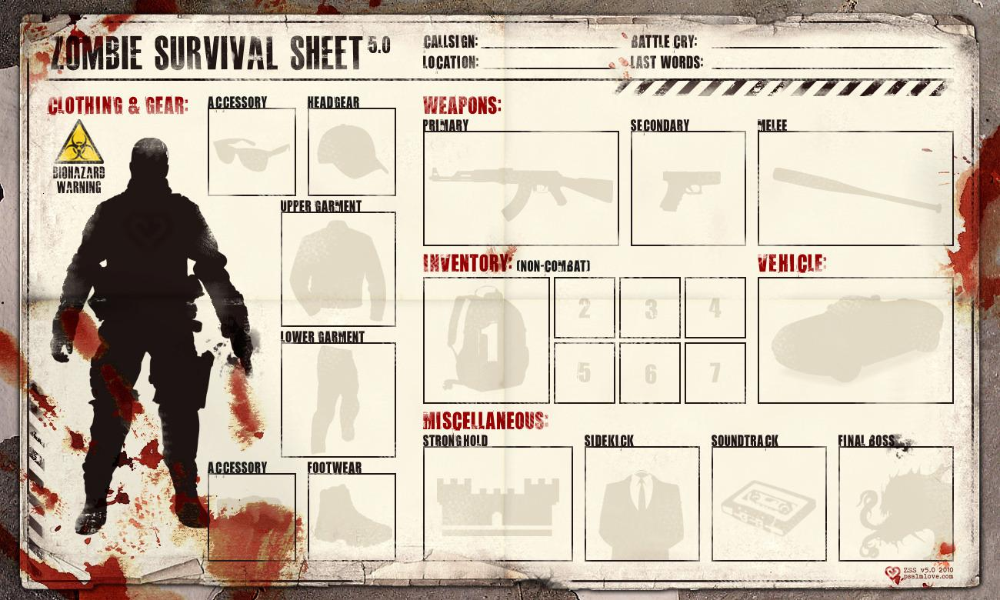 ZOMBIE SURVIVAL SHEET 5.0
CALLSIGN:
LOCATION:
BATTLE CRY:
LAST WORDS:
CLOTHING & GEAR:
BIOHAZARD
WARNING
ACCESSORY
HEADGEAR
UPPER GARMENT
LOWER GARMENT
ACCESSORY
FOOTWEAR
WEAPONS:
PRIMARY
SECONDARY
MELEE
INVENTORY: (NON-COMBAT)
1
2
3
4
5
6
7
VEHICLE:
MISCELLANEOUS:
STRONGHOLD
SIDEKICK
SOUNDTRACK
FINAL BOSS
ZSS v5.0 2010
psalmlove.com